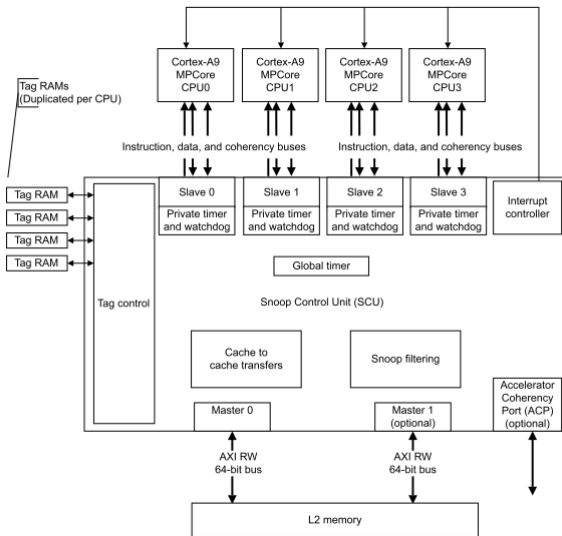 Cortex-A9
MPCore
CPU0
Cortex-A9
MPCore
CPU1
Cortex-A9
MPCore
CPU2
Cortex-A9
MPCore
CPU3
Tag RAMs
(Duplicated per CPU)
Instruction, data, and coherency buses
Instruction, data, and coherency buses
Tag RAM
Tag RAM
Tag RAM
Tag RAM
Tag control
Slave 0
Private timer
and watchdog
Slave 1
Private timer
and watchdog
Slave 2
Private timer
and watchdog
Slave 3
Private timer
and watchdog
Interrupt
controller
Global timer
Snoop Control Unit (SCU)
Cache to
cache transfers
Snoop filtering
Master 0
Master 1
(optional)
Accelerator
Coherency
Port (ACP)
(optional)
AXI RW
64-bit bus
AXI RW
64-bit bus
L2 memory